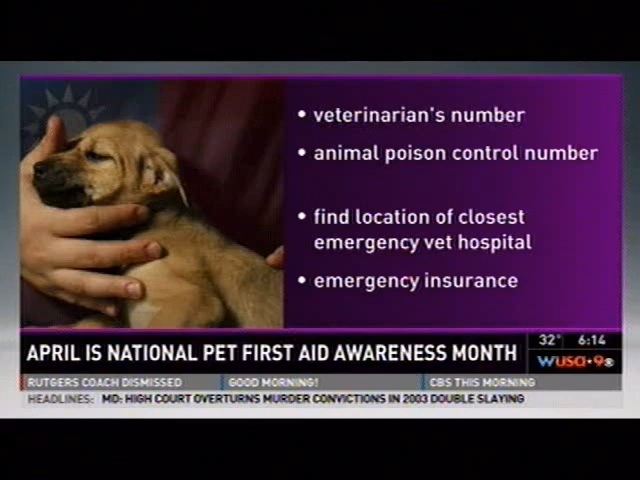 • veterinarian's number
• animal poison control number
• find location of closest
emergency vet hospital
• emergency insurance
APRIL IS NATIONAL PET FIRST AID AWARENESS MONTH
32° 6:14
WUSA★9
RUTGERS COACH DISMISSED GOOD MORNING! CBS THIS MORNING
HEADLINES: MD: HIGH COURT OVERTURNS MURDER CONVICTIONS IN 2003 DOUBLE SLAYING